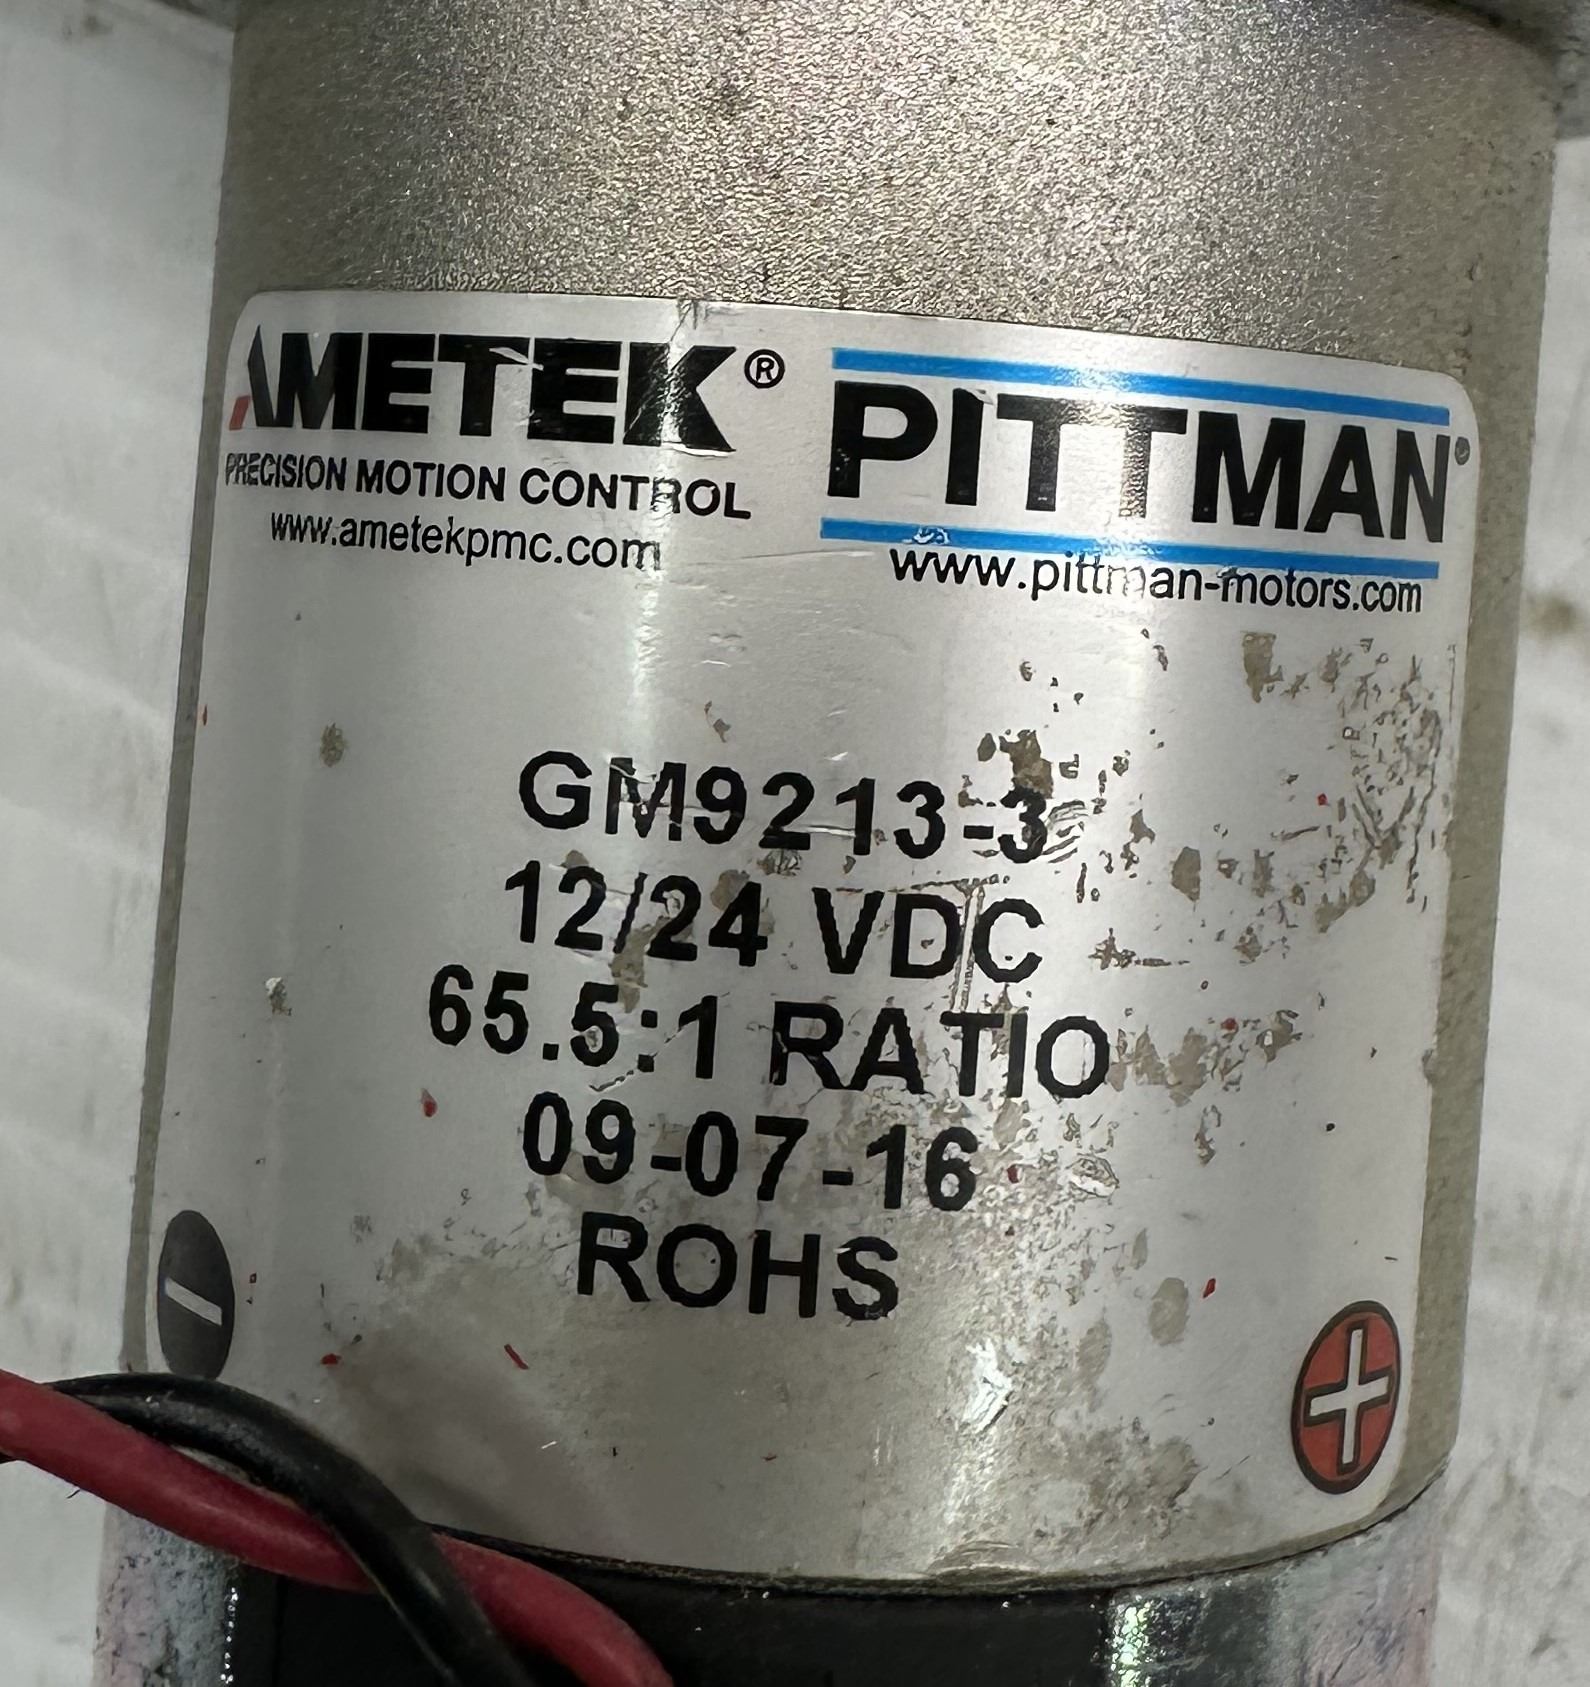 AMETEK® PITTMAN®
PRECISION MOTION CONTROL
www.ametekpmc.com
www.pittman-motors.com
GM9213-3
12/24 VDC
65.5:1 RATIO
09-07-16
ROHS
- +